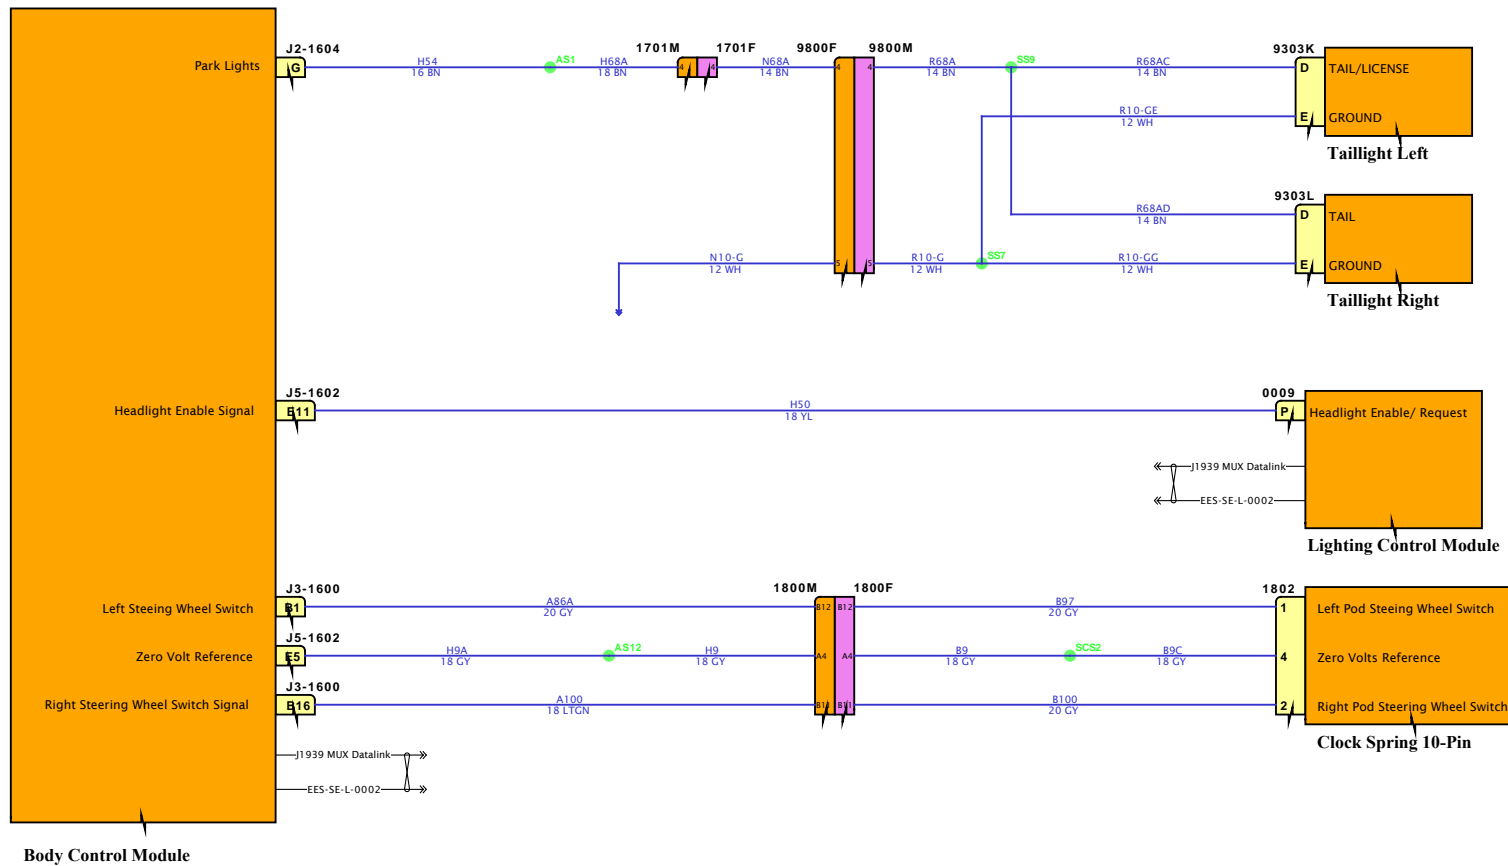 J2-1604
Park Lights
G
H54
16 BN
AS1
H68A
18 BN
1701M
1701F
4
4
N68A
14 BN
9800F
9800M
4
4
R68A
14 BN
SS9
R68AC
14 BN
9303K
D
TAIL/LICENSE
R10-GE
12 WH
E
GROUND
Taillight Left
R68AD
14 BN
9303L
D
TAIL
N10-G
12 WH
5
5
R10-G
12 WH
SS7
R10-GG
12 WH
E
GROUND
Taillight Right
J5-1602
Headlight Enable Signal
E11
H50
18 YL
0009
P
Headlight Enable/ Request
J1939 MUX Datalink
EES-SE-L-0002
Lighting Control Module
J3-1600
Left Steeing Wheel Switch
B1
A86A
20 GY
1800M
1800F
B12
B12
B97
20 GY
1802
1
Left Pod Steeing Wheel Switch
J5-1602
Zero Volt Reference
E5
H9A
18 GY
AS12
H9
18 GY
A4
A4
B9
18 GY
SCS2
B9C
18 GY
4
Zero Volts Reference
J3-1600
Right Steering Wheel Switch Signal
B16
A100
18 LTGN
B11
B11
B100
20 GY
2
Right Pod Steering Wheel Switch
Clock Spring 10-Pin
J1939 MUX Datalink
EES-SE-L-0002
Body Control Module